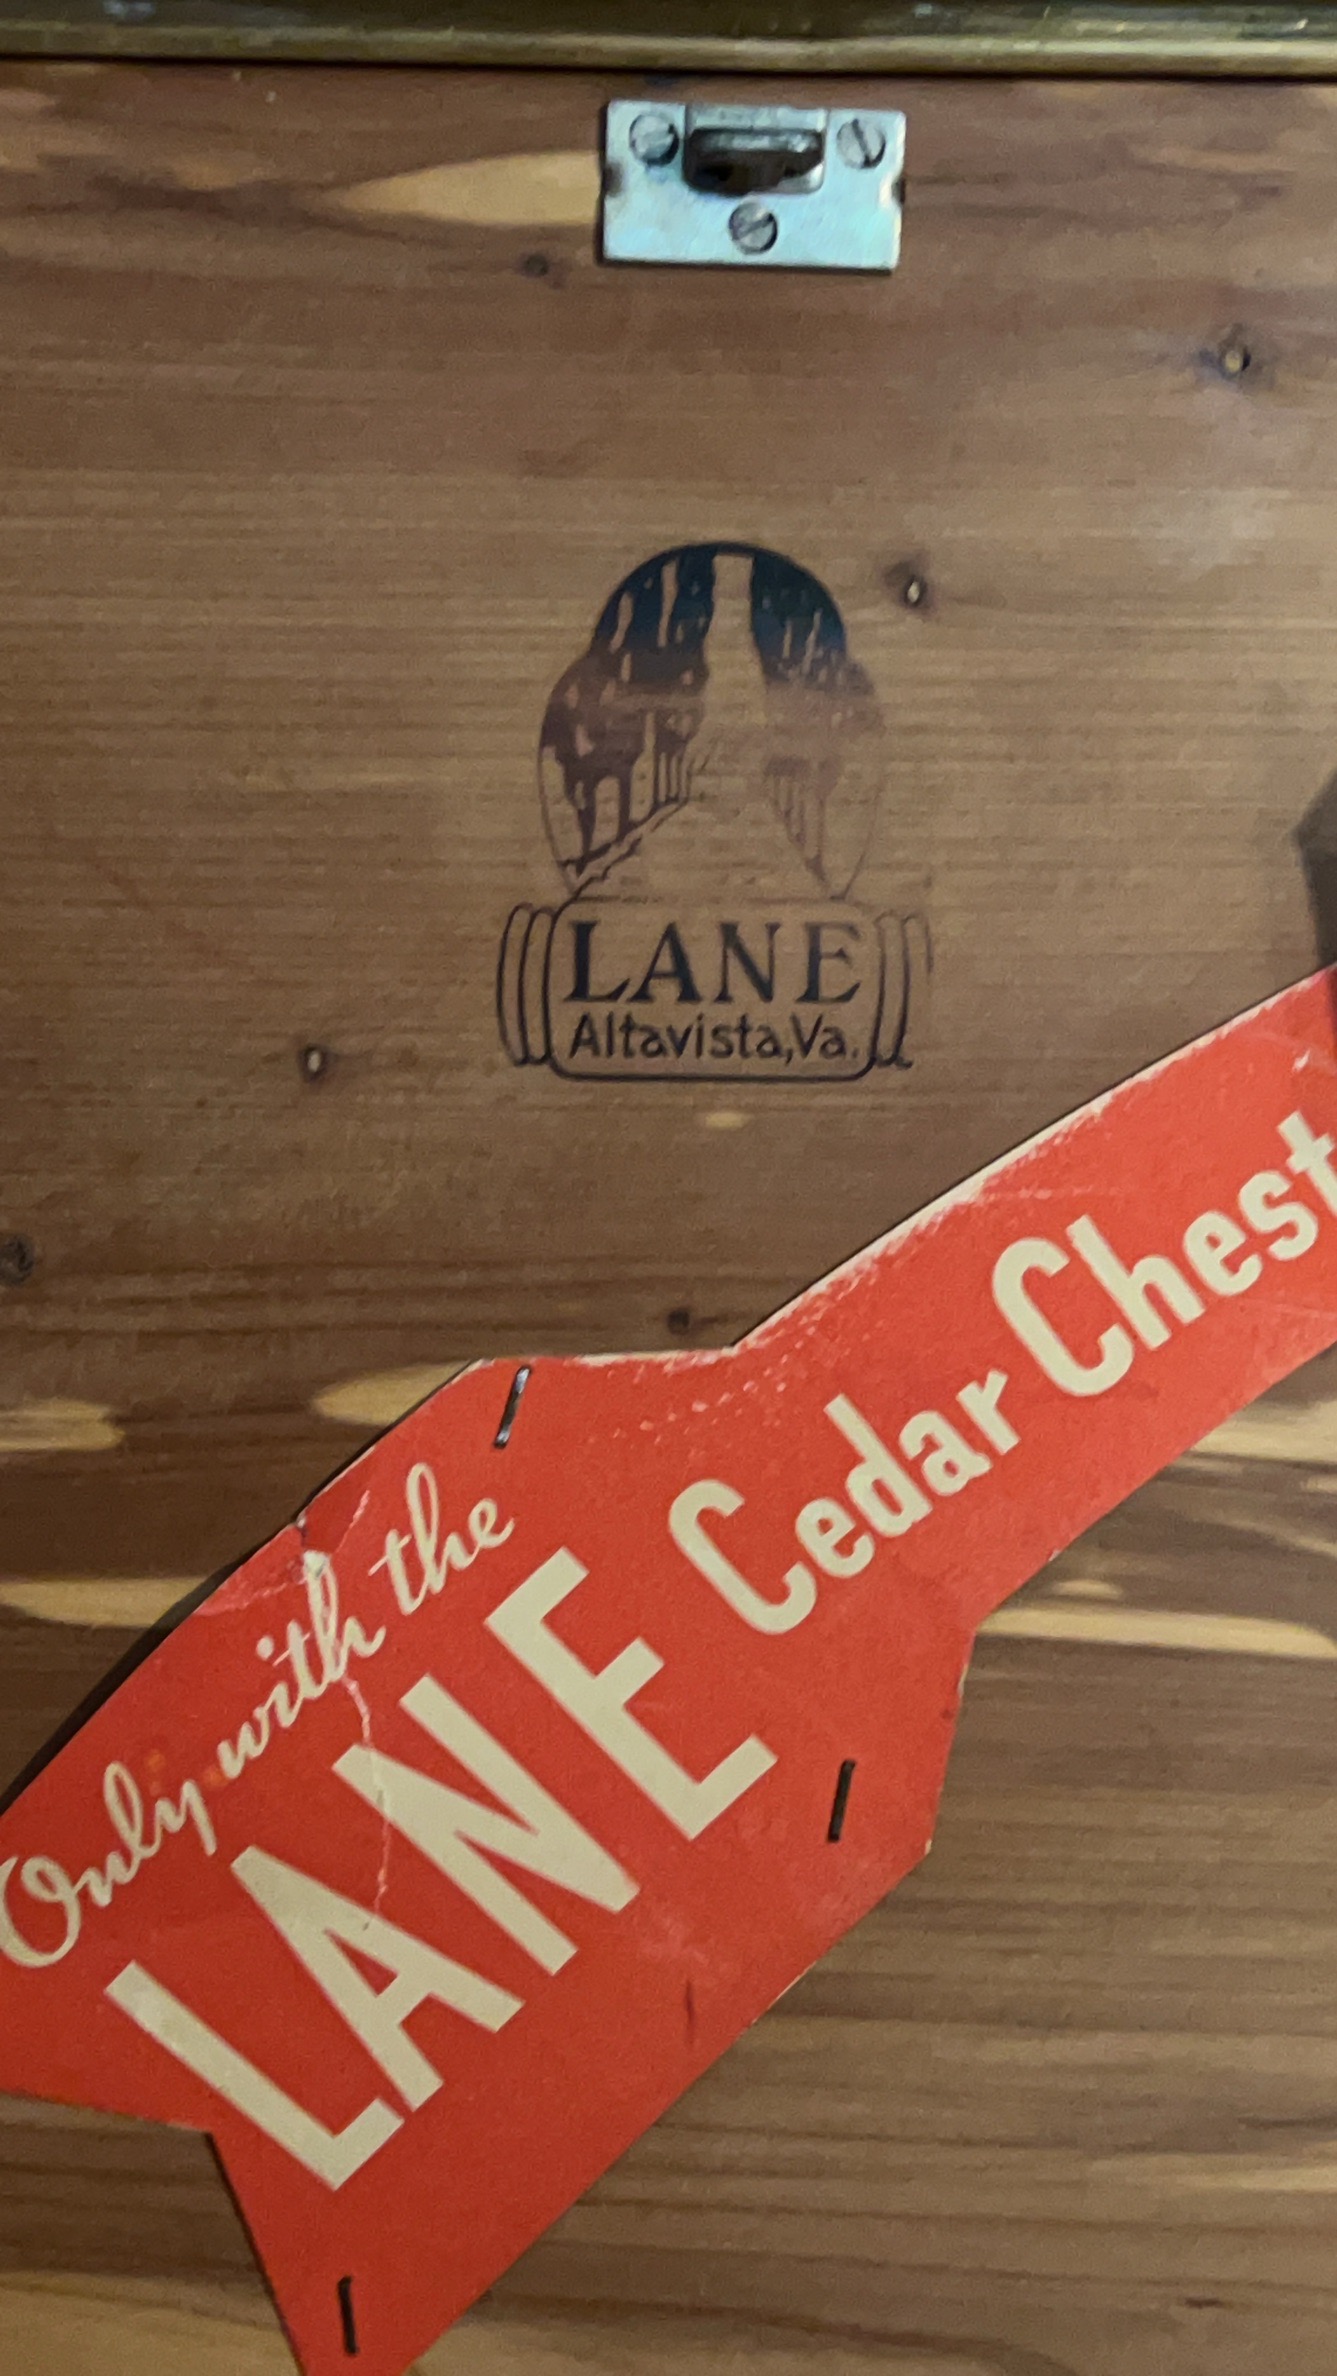 LANE
Altavista,Va.
Only with the
LANE Cedar Chest